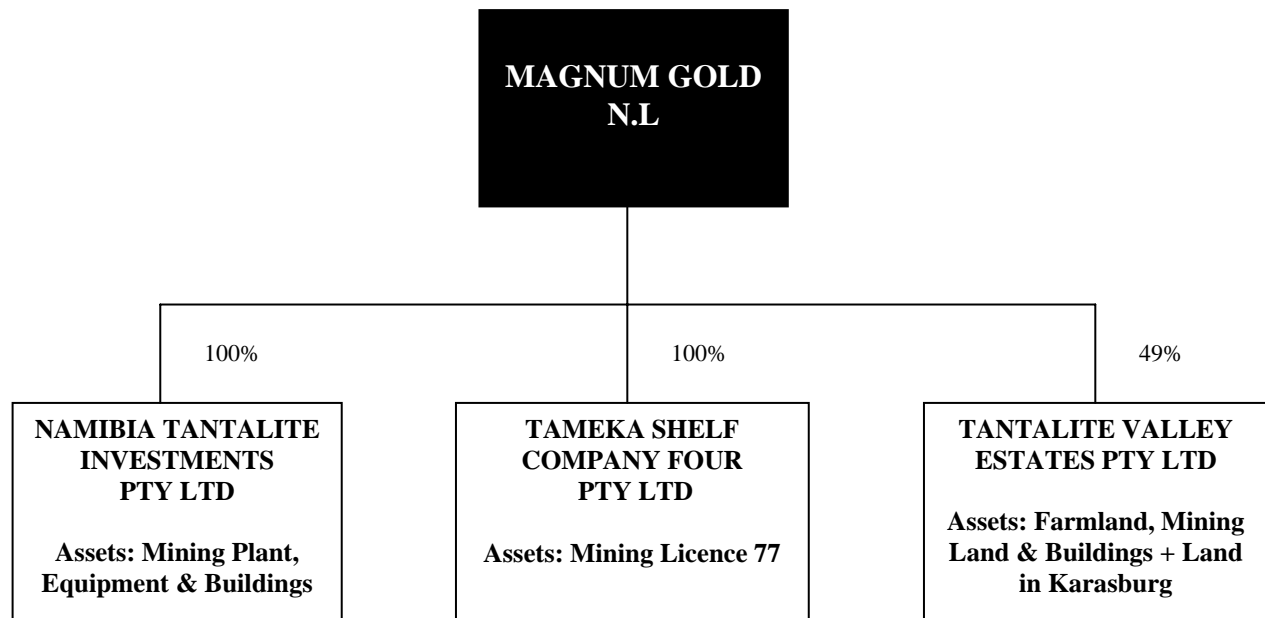 MAGNUM GOLD
N.L
100%
100%
49%
NAMIBIA TANTALITE
INVESTMENTS
PTY LTD
Assets: Mining Plant,
Equipment & Buildings
TAMEKA SHELF
COMPANY FOUR
PTY LTD
Assets: Mining Licence 77
TANTALITE VALLEY
ESTATES PTY LTD
Assets: Farmland, Mining
Land & Buildings + Land
in Karasburg